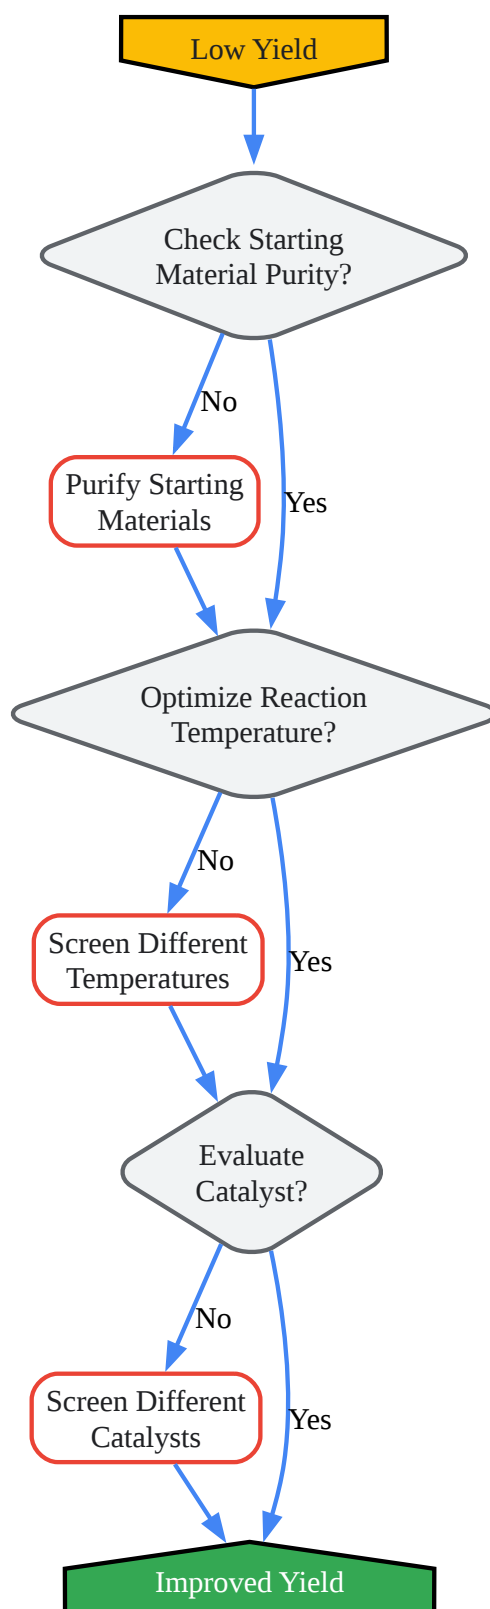 Low Yield
Check Starting
Material Purity?
No
Purify Starting
Materials
Yes
Optimize Reaction
Temperature?
No
Screen Different
Temperatures
Yes
Evaluate
Catalyst?
No
Screen Different
Catalysts
Yes
Improved Yield